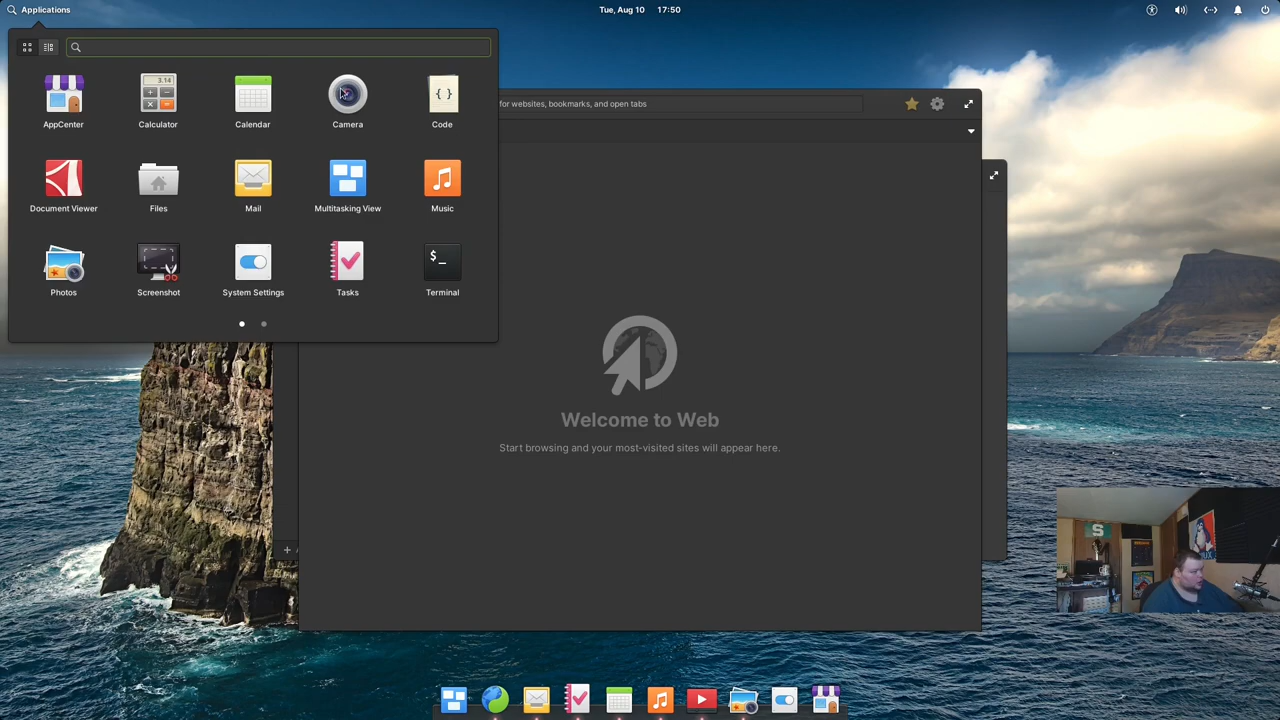 Applications
Tue, Aug 10 17:50
3.14
{ }
AppCenter
Calculator
Calendar
Camera
Code
for websites, bookmarks, and open tabs
Document Viewer
Files
Mail
Multitasking View
Music
$_
Photos
Screenshot
System Settings
Tasks
Terminal
Welcome to Web
Start browsing and your most-visited sites will appear here.
S